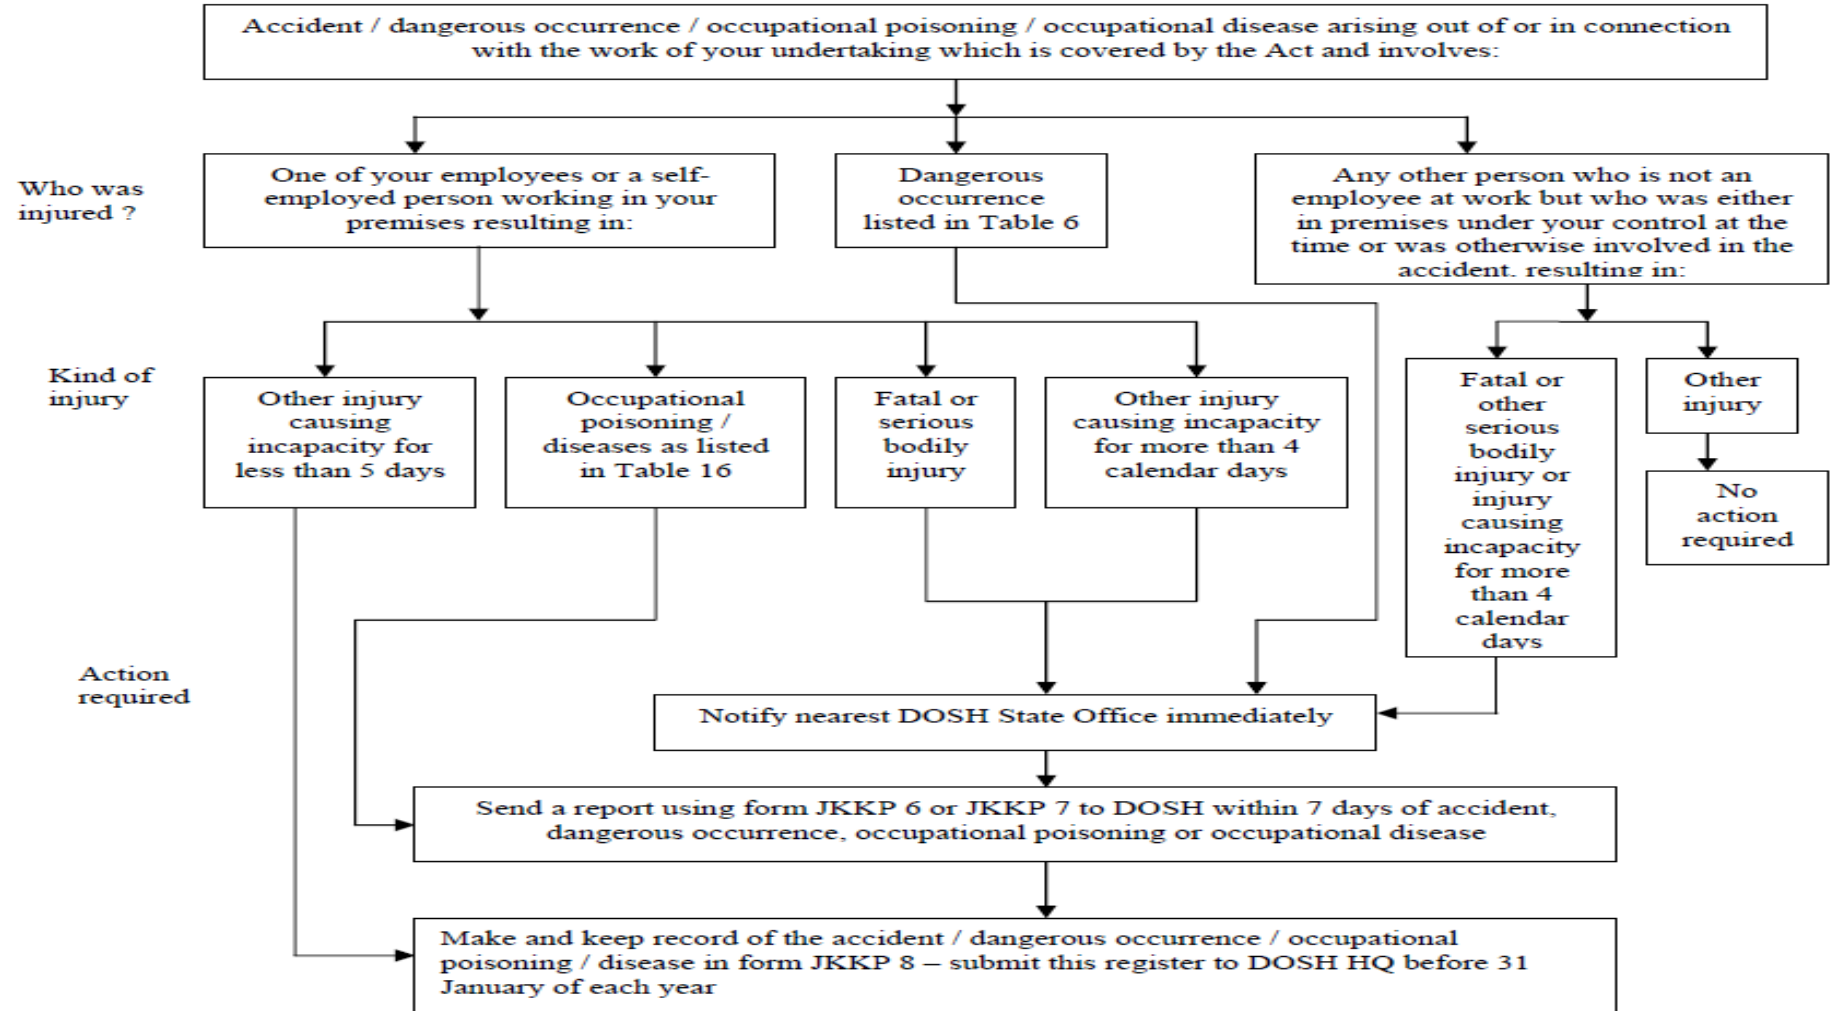 Accident / dangerous occurrence / occupational poisoning / occupational disease arising out of or in connection
with the work of your undertaking which is covered by the Act and involves:
Who was
injured ?
One of your employees or a self-
employed person working in your
premises resulting in:
Dangerous
occurrence
listed in Table 6
Any other person who is not an
employee at work but who was either
in premises under your control at the
time or was otherwise involved in the
accident, resulting in:
Kind of
injury
Other injury
causing
incapacity for
less than 5 days
Occupational
poisoning /
diseases as listed
in Table 16
Fatal or
serious
bodily
injury
Other injury
causing incapacity
for more than 4
calendar days
Fatal or
other
serious
bodily
injury or
injury
causing
incapacity
for more
than 4
calendar
days
Other
injury
No
action
required
Action
required
Notify nearest DOSH State Office immediately
Send a report using form JKKP 6 or JKKP 7 to DOSH within 7 days of accident,
dangerous occurrence, occupational poisoning or occupational disease
Make and keep record of the accident / dangerous occurrence / occupational
poisoning / disease in form JKKP 8 – submit this register to DOSH HQ before 31
January of each year